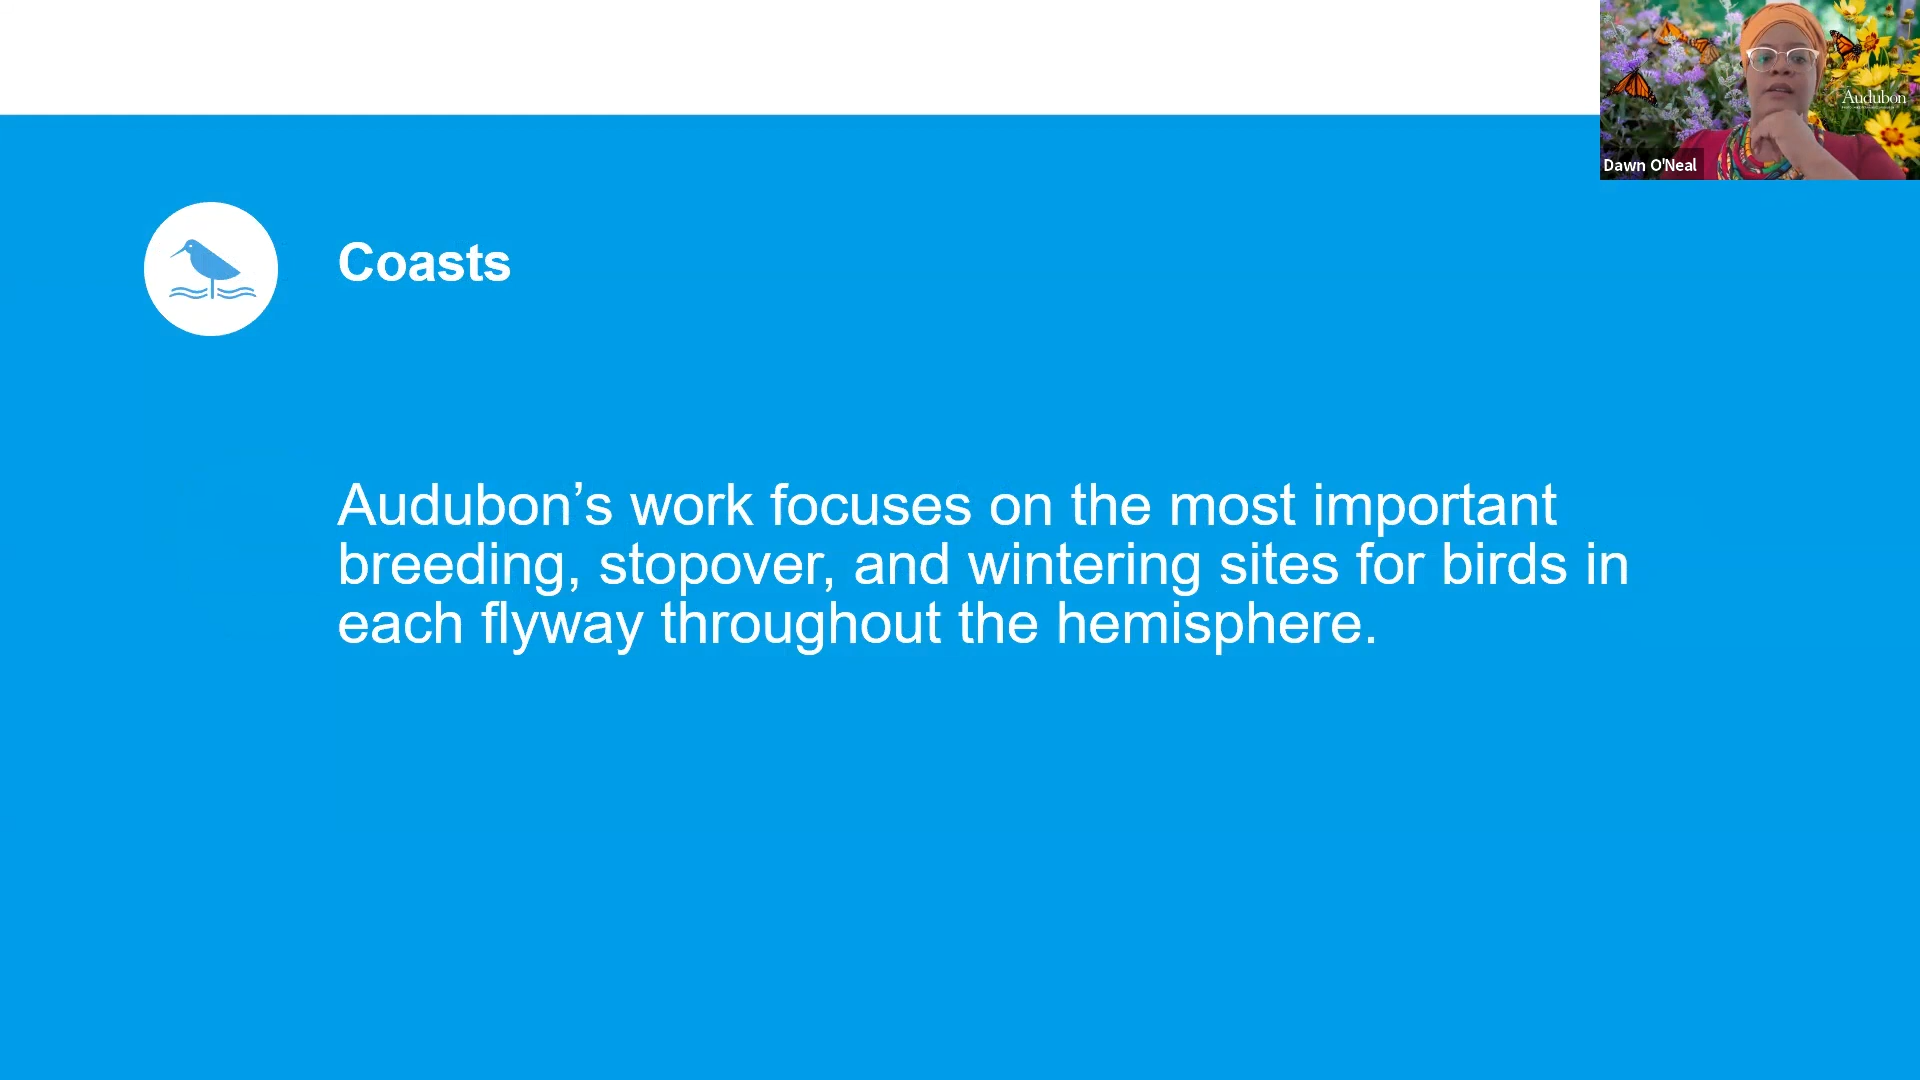 Audubon
Dawn O'Neal
Coasts
Audubon’s work focuses on the most important
breeding, stopover, and wintering sites for birds in
each flyway throughout the hemisphere.